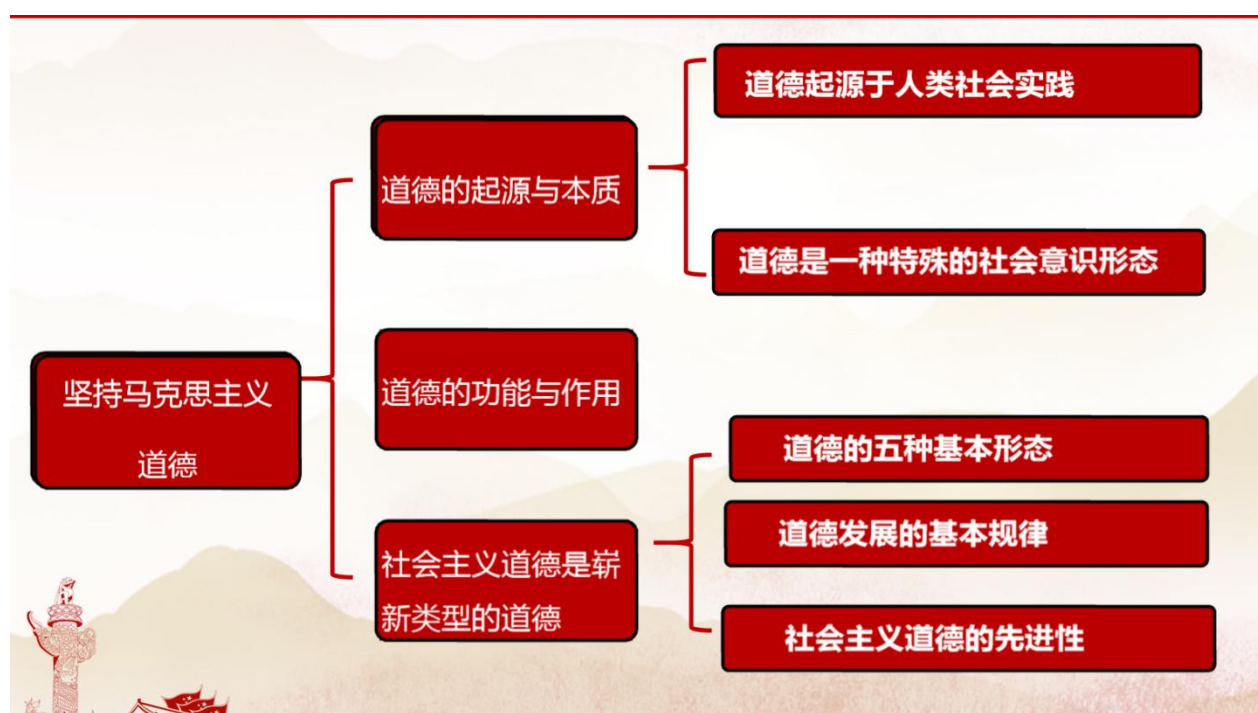 坚持马克思主义
道德
道德的起源与本质
道德起源于人类社会实践
道德是一种特殊的社会意识形态
道德的功能与作用
社会主义道德是崭
新类型的道德
道德的五种基本形态
道德发展的基本规律
社会主义道德的先进性